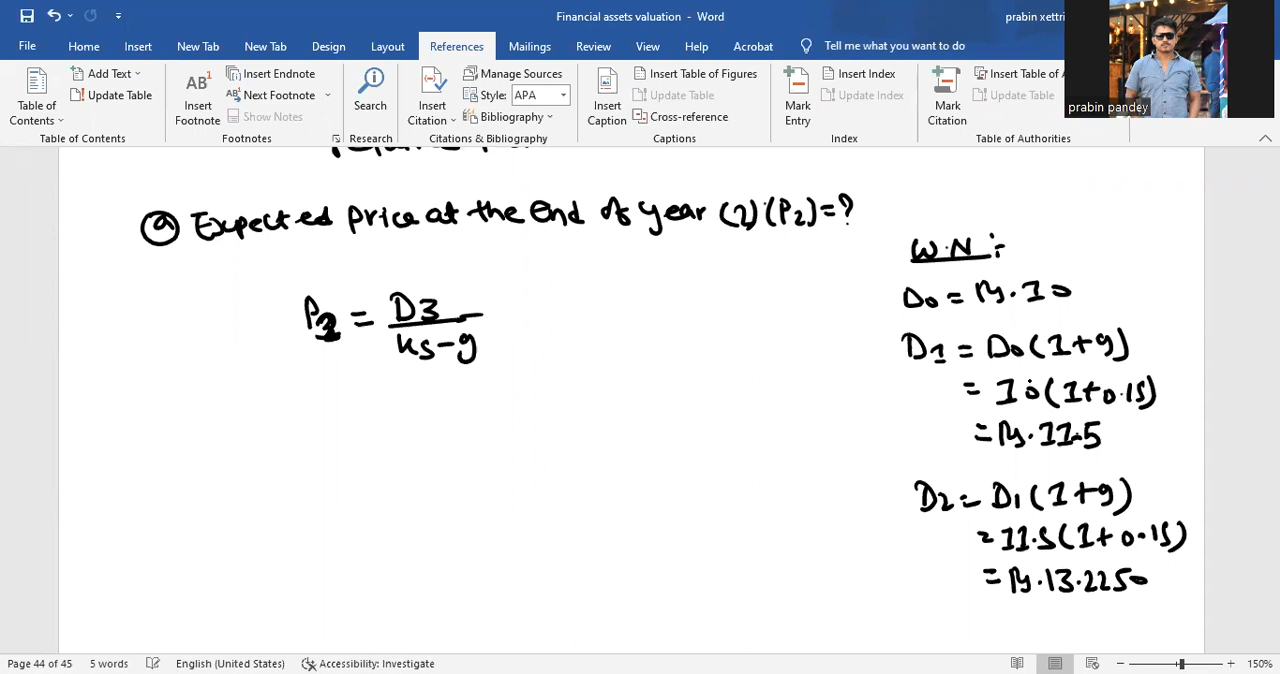 Financial assets valuation - Word
prabin xettri
File Home Insert New Tab New Tab Design Layout References Mailings Review View Help Acrobat Tell me what you want to do
Table of Contents
Add Text
Update Table
Table of Contents
AB¹
Insert Footnote
Insert Endnote
Next Footnote
Show Notes
Footnotes
Search
Research
Insert Citation
Manage Sources
Style: APA
Bibliography
Citations & Bibliography
Insert Caption
Insert Table of Figures
Update Table
Cross-reference
Captions
Mark Entry
Insert Index
Update Index
Index
Mark Citation
Insert Table of
Update Table
Table of Authorities
prabin pandey
ⓐ Expected price at the end of year (2) (P2) = ?
P2 = D3 / ks - g
W.N :-
D0 = Rs. 10
D1 = D0 (1+g)
= 10 (1+0.15)
= Rs. 11.5
D2 = D1 (1+g)
= 11.5 (1+0.15)
= Rs. 13.2250
Page 44 of 45 5 words English (United States) Accessibility: Investigate 150%